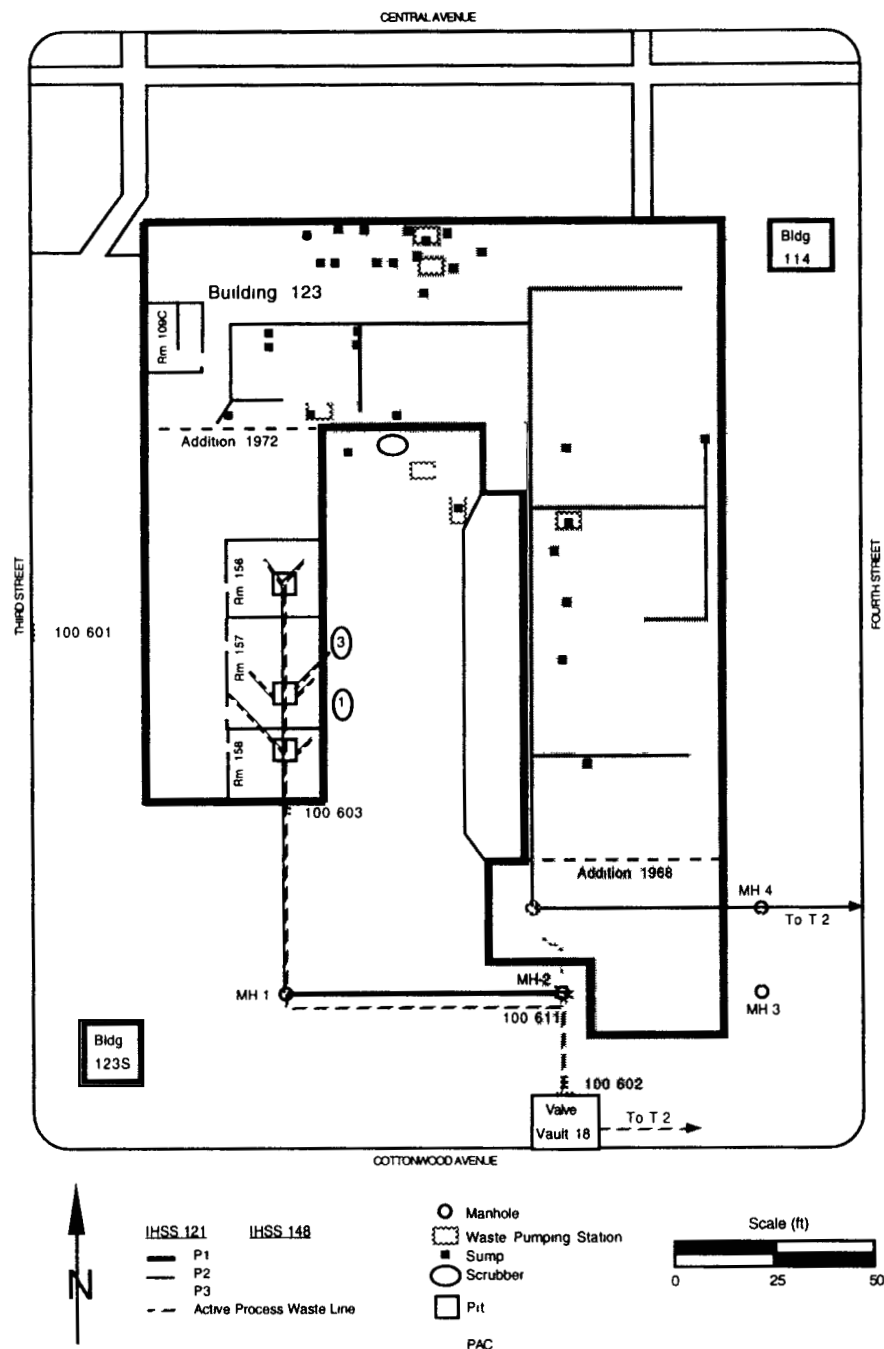 CENTRAL AVENUE
Bldg
114
Building 123
Rm 109C
Addition 1972
THIRD STREET
FOURTH STREET
Rm 156
100 601
Rm 157
3
1
Rm 158
100 603
Addition 1968
MH 4
To T 2
MH-2
MH 1
MH 3
100 611
Bldg
123S
100 602
Valve
Vault 18
To T 2
COTTONWOOD AVENUE
N
IHSS 121
IHSS 148
P1
P2
P3
Active Process Waste Line
Manhole
Waste Pumping Station
Sump
Scrubber
Pit
PAC
Scale (ft)
0
25
50